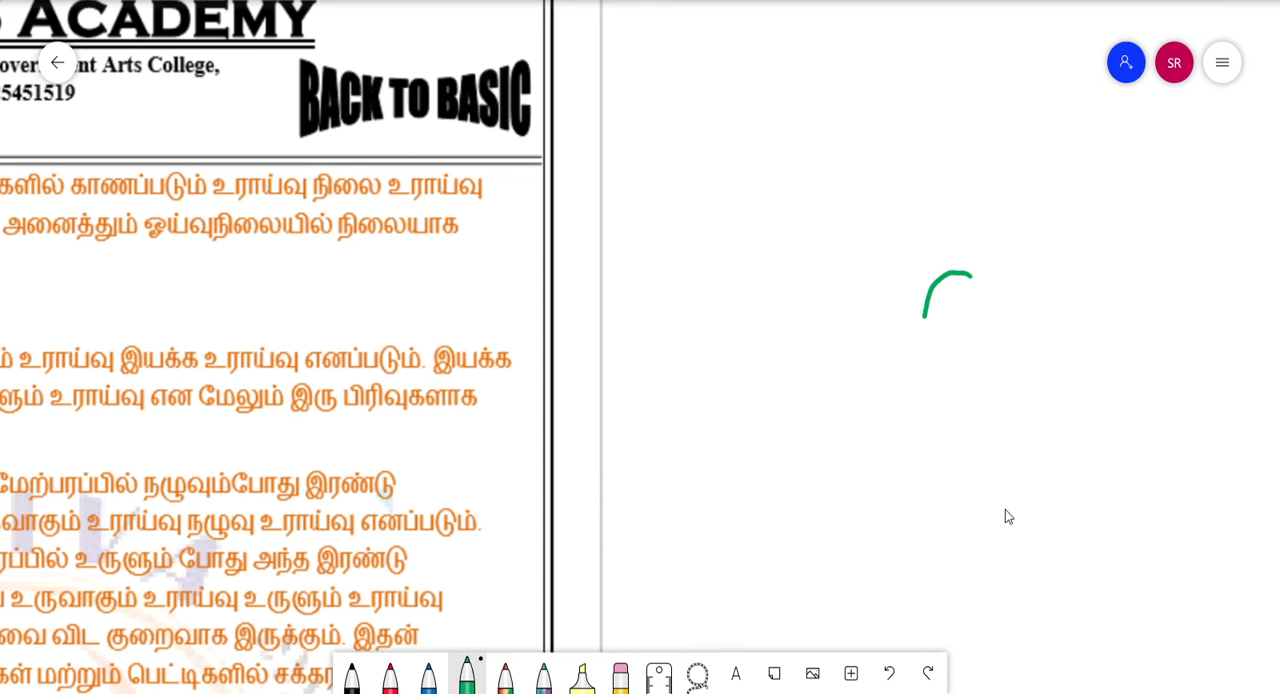 ACADEMY
nt Arts College,
5451519
BACK TO BASIC
SR
களில் காணப்படும் உராய்வு நிலை உராய்வு
அனைத்தும் ஓய்வுநிலையில் நிலையாக
ம் உராய்வு இயக்க உராய்வு எனப்படும். இயக்க
ளும் உராய்வு என மேலும் இரு பிரிவுகளாக
மேற்பரப்பில் நழுவும்போது இரண்டு
வாகும் உராய்வு நழுவு உராய்வு எனப்படும்.
ரப்பில் உருளும் போது அந்த இரண்டு
உருவாகும் உராய்வு உருளும் உராய்வு
வை விட குறைவாக இருக்கும். இதன்
கள் மற்றும் பெட்டிகளில் சக்கர
A